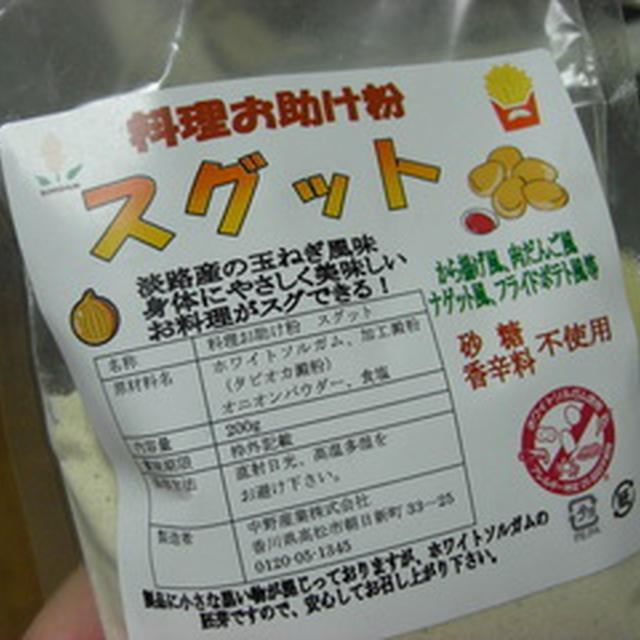 料理お助け粉
スグット
淡路産の玉ねぎ風味
身体にやさしく美味しい
お料理がスグできる！
から揚げ風、肉だんご風
ナゲット風、フライドポテト風等
砂糖
香辛料 不使用
名称 料理お助け粉 スグット
原材料名 ホワイトソルガム、加工澱粉
（タピオカ澱粉）
オニオンパウダー、食塩
内容量 200g
枠外記載
直射日光、高温多湿を
お避け下さい。
製造者 中野産業株式会社
香川県高松市朝日新町33-25
0120-05-1345
製品に小さな黒い物が混じっておりますが、ホワイトソルガムの
胚芽ですので、安心してお召し上がり下さい。